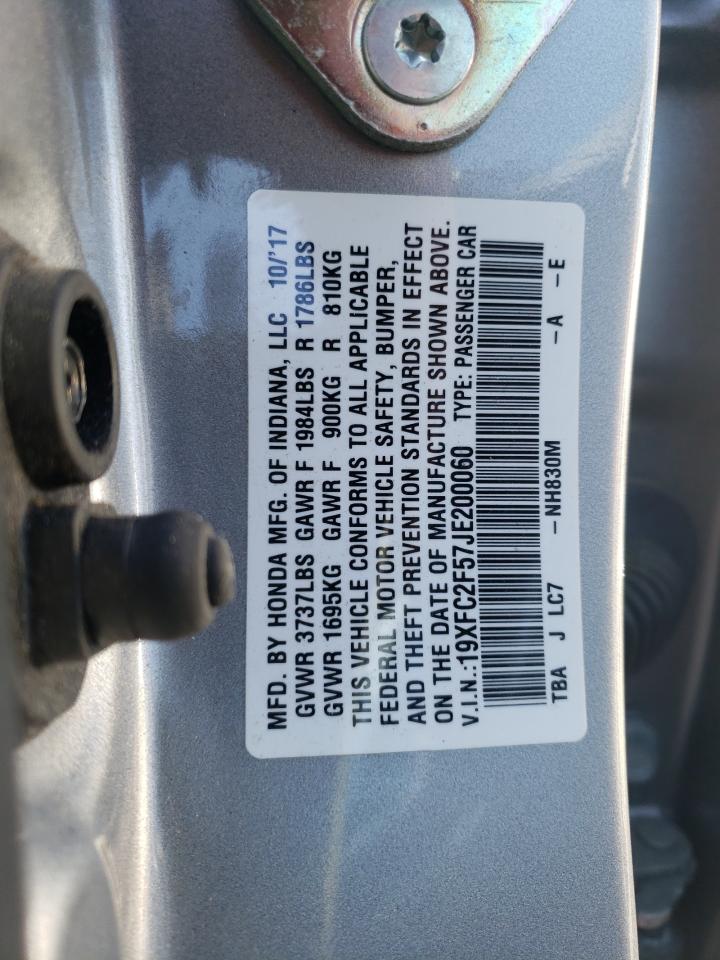 MFD. BY HONDA MFG. OF INDIANA, LLC 10/'17
GVWR 3737LBS GAWR F 1984LBS R 1786LBS
GVWR 1695KG GAWR F 900KG R 810KG
THIS VEHICLE CONFORMS TO ALL APPLICABLE
FEDERAL MOTOR VEHICLE SAFETY, BUMPER,
AND THEFT PREVENTION STANDARDS IN EFFECT
ON THE DATE OF MANUFACTURE SHOWN ABOVE.
V.I.N.:19XFC2F57JE200060 TYPE: PASSENGER CAR
TBA J LC7 -NH830M -A -E